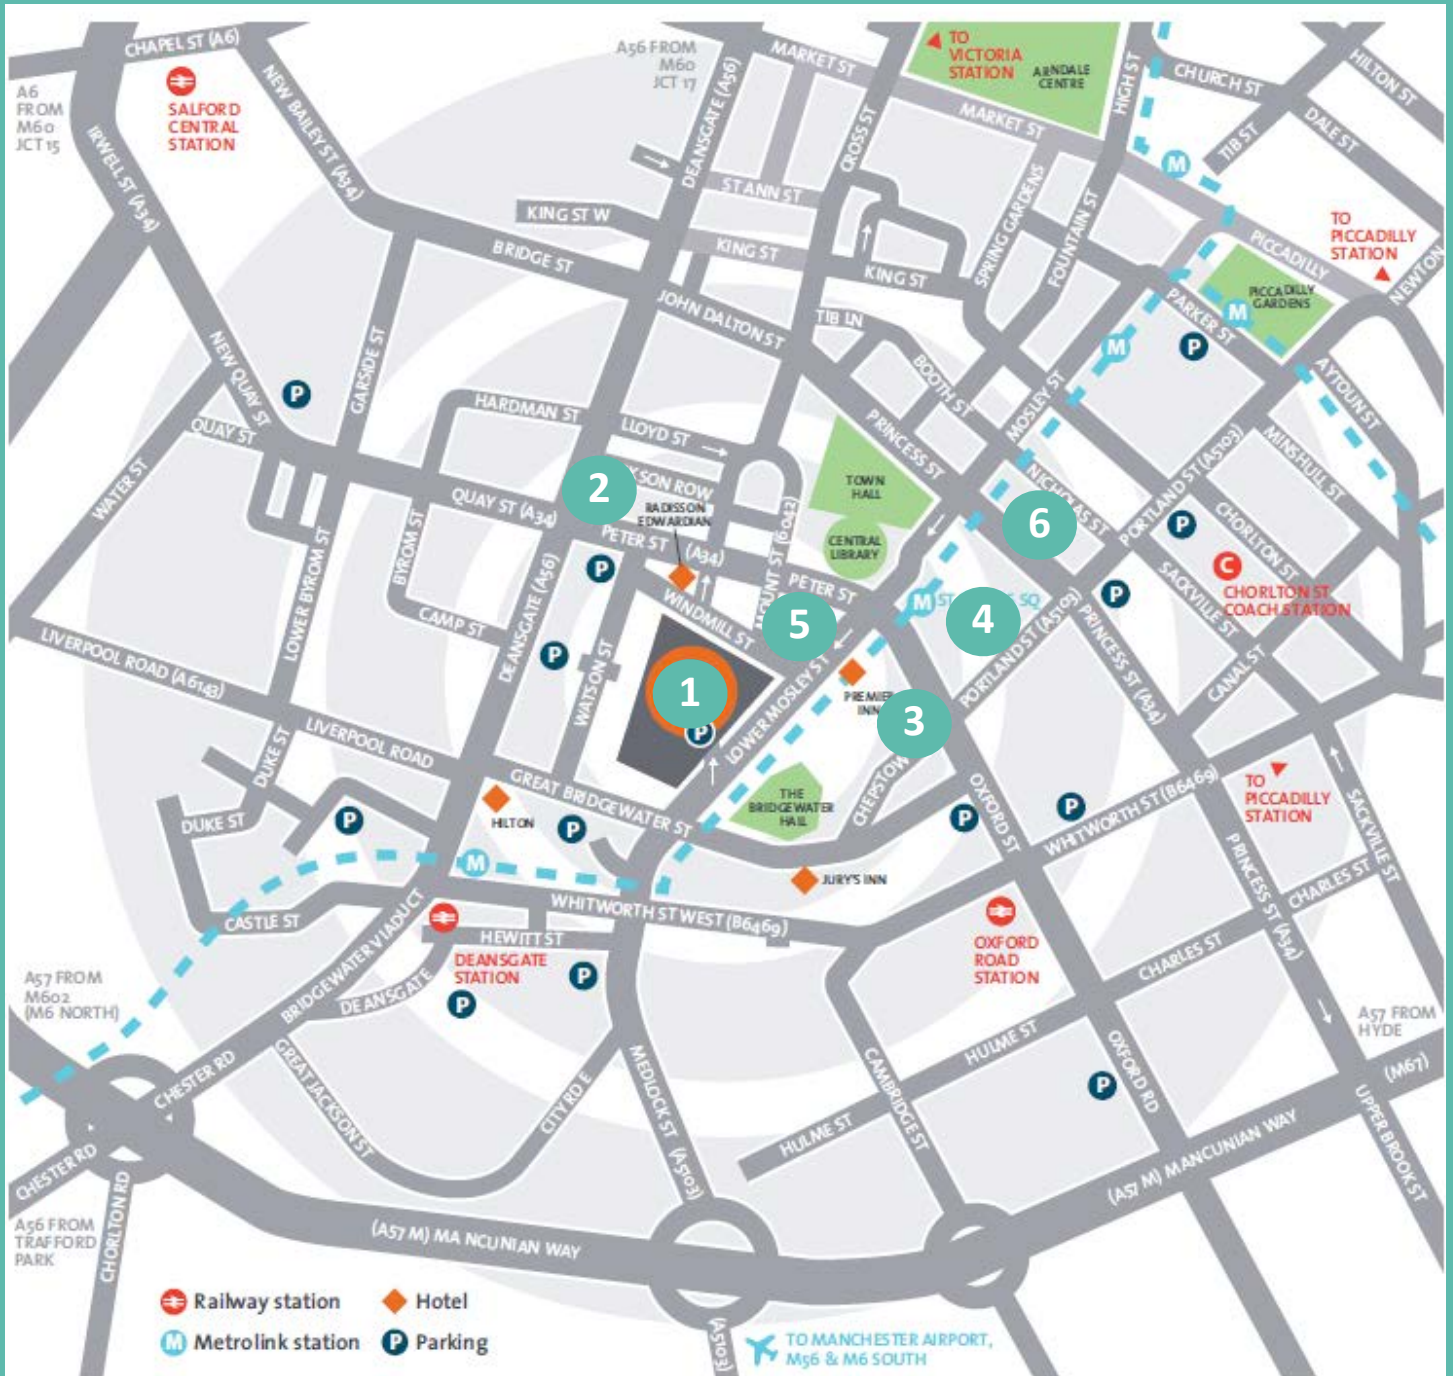 CHAPEL ST (A6)
A6
FROM
M60
JCT 15
SALFORD
CENTRAL
STATION
NEW BAILEY ST (A34)
IRWELL ST (A34)
A56 FROM
M60
JCT 17
DEANSGATE (A56)
MARKET ST
TO
VICTORIA
STATION
ARNDALE
CENTRE
HIGH ST
CHURCH ST
HILTON ST
DALE ST
TIB ST
MARKET ST
CROSS ST
ST ANN ST
KING ST W
KING ST
KING ST
SPRING GARDENS
FOUNTAIN ST
M
PICCADILLY
TO
PICCADILLY
STATION
NEWTON
BRIDGE ST
JOHN DALTON ST
TIB LN
BOOTH ST
PARKER ST
PICCADILLY
GARDENS
M
M
P
AYTOUN ST
NEW QUAY ST
GARSIDE ST
P
QUAY ST
WATER ST
HARDMAN ST
LLOYD ST
PRINCESS ST
MOSLEY ST
NICHOLAS ST
PORTLAND ST (A5103)
MINSHULL ST
CHORLTON ST
2
KSON ROW
RADISSON
EDWARDIAN
TOWN
HALL
CENTRAL
LIBRARY
6
P
C
CHORLTON ST
COACH STATION
SACKVILLE ST
QUAY ST (A34)
PETER ST
(A34)
PETER ST
MOUNT ST (6042)
BYROM ST
LOWER BYROM ST
CAMP ST
DEANSGATE (A56)
P
P
WATSON ST
WINDMILL ST
5
M
4
P
PORTLAND ST (A5103)
PRINCESS ST (A34)
CANAL ST
LIVERPOOL ROAD (A6143)
LIVERPOOL ROAD
1
P
LOWER MOSLEY ST
PREMIER
INN
3
CHEPSTOW
OXFORD ST
DUKE ST
DUKE ST
P
GREAT BRIDGEWATER ST
HILTON
P
THE
BRIDGEWATER
HALL
P
P
WHITWORTH ST (B6469)
TO
PICCADILLY
STATION
SACKVILLE ST
JURY'S INN
M
CASTLE ST
WHITWORTH ST WEST (B6469)
PRINCESS ST (A34)
CHARLES ST
CHARLES ST
BRIDGEWATER VIADUCT
HEWITT ST
DEANSGATE
STATION
DEANSGATE
P
P
OXFORD
ROAD
STATION
A57 FROM
M602
(M6 NORTH)
A57 FROM
HYDE
CHESTER RD
GREAT JACKSON ST
CITY RD E
MEDLOCK ST (A5103)
CAMBRIDGE ST
HULME ST
HULME ST
OXFORD RD
P
(M67)
UPPER BROOK ST
(A57 M) MANCUNIAN WAY
CHESTER RD
CHORLTON RD
A56 FROM
TRAFFORD
PARK
(A57 M) MANCUNIAN WAY
Railway station
Hotel
M Metrolink station
P Parking
(A5103)
TO MANCHESTER AIRPORT,
M56 & M6 SOUTH